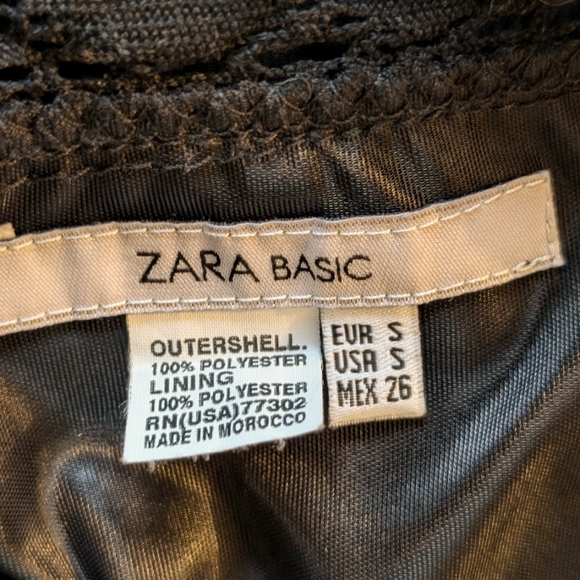 ZARA BASIC
OUTERSHELL.
100% POLYESTER
LINING
100% POLYESTER
RN(USA)77302
MADE IN MOROCCO
EUR S
USA S
MEX 26